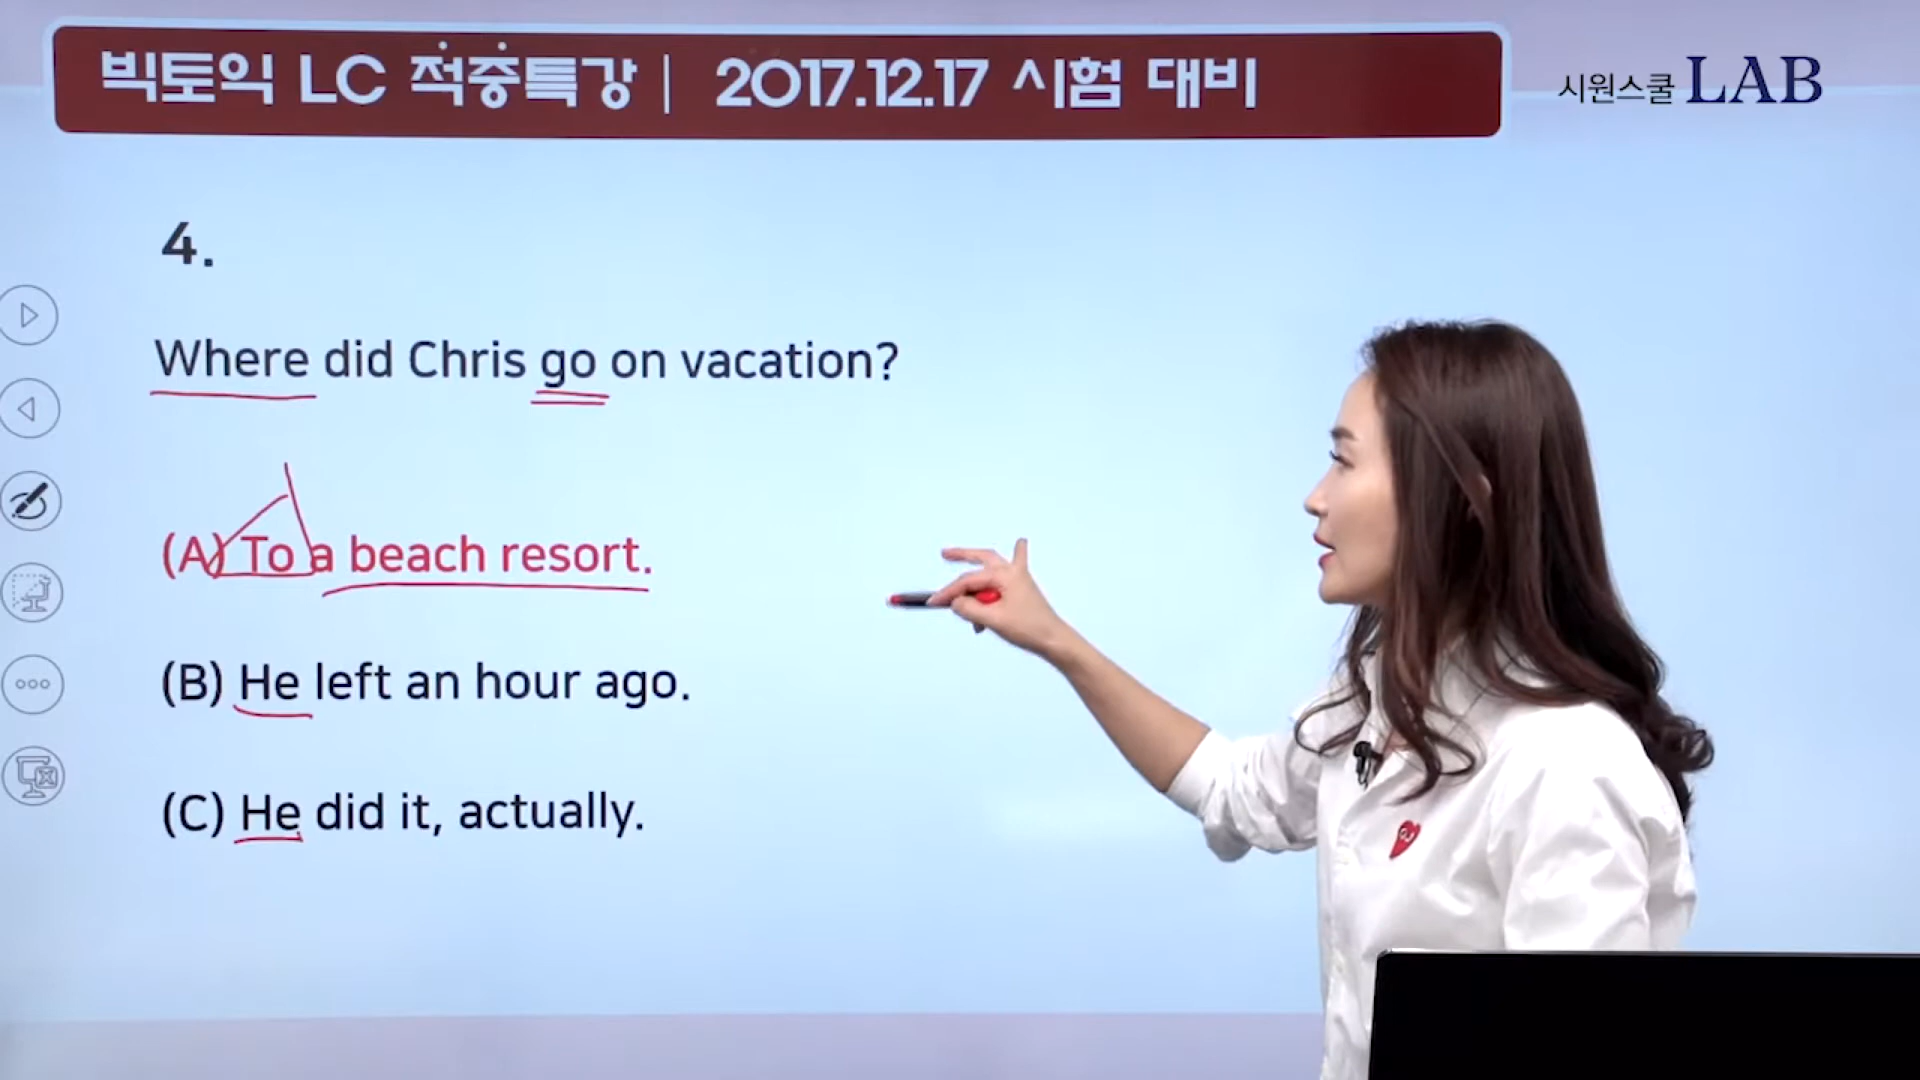 빅토익 LC 적중특강 | 2017.12.17 시험 대비
시원스쿨 LAB
4.
Where did Chris go on vacation?
(A) To a beach resort.
(B) He left an hour ago.
(C) He did it, actually.